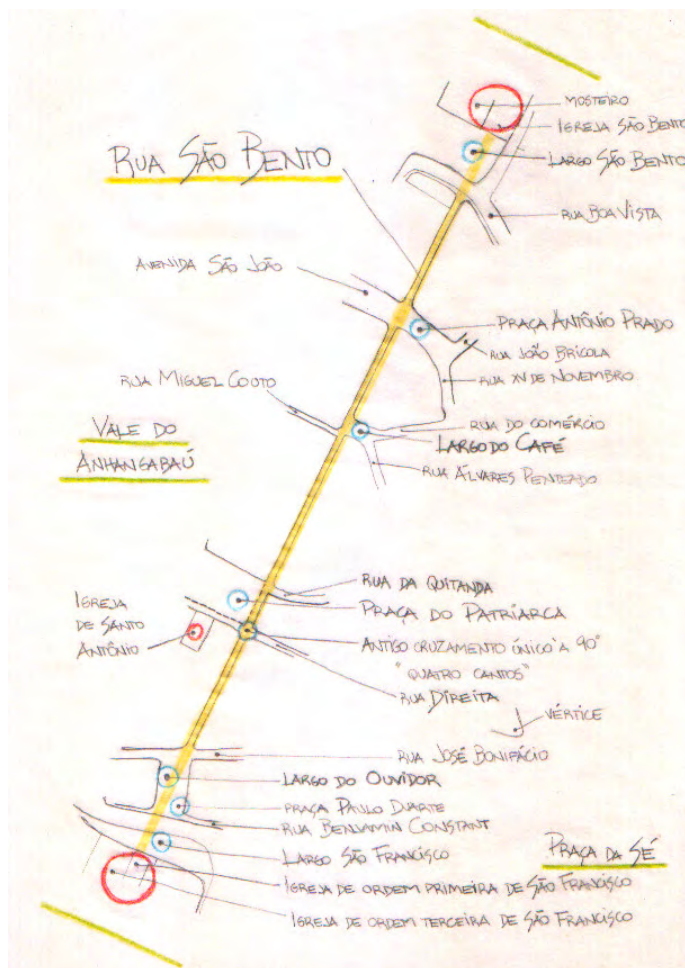 MOSTEIRO
IGREJA SÃO BENTO
LARGO SÃO BENTO
RUA SÃO BENTO
RUA BOA VISTA
AVENIDA SÃO JOÃO
PRAÇA ANTÔNIO PRADO
RUA JOÃO BRÍCOLA
RUA XV DE NOVEMBRO
RUA MIGUEL COUTO
RUA DO COMÉRCIO
LARGO DO CAFÉ
VALE DO
ANHANGABAÚ
RUA ÁLVARES PENTEADO
RUA DA QUITANDA
PRAÇA DO PATRIARCA
IGREJA
DE SANTO
ANTÔNIO
ANTIGO CRUZAMENTO ÚNICO À 90°
"QUATRO CANTOS"
RUA DIREITA
VÉRTICE
RUA JOSÉ BONIFÁCIO
LARGO DO OUVIDOR
PRAÇA PAULO DUARTE
RUA BENJAMIN CONSTANT
LARGO SÃO FRANCISCO
PRAÇA DA SÉ
IGREJA DE ORDEM PRIMEIRA DE SÃO FRANCISCO
IGREJA DE ORDEM TERCEIRA DE SÃO FRANCISCO